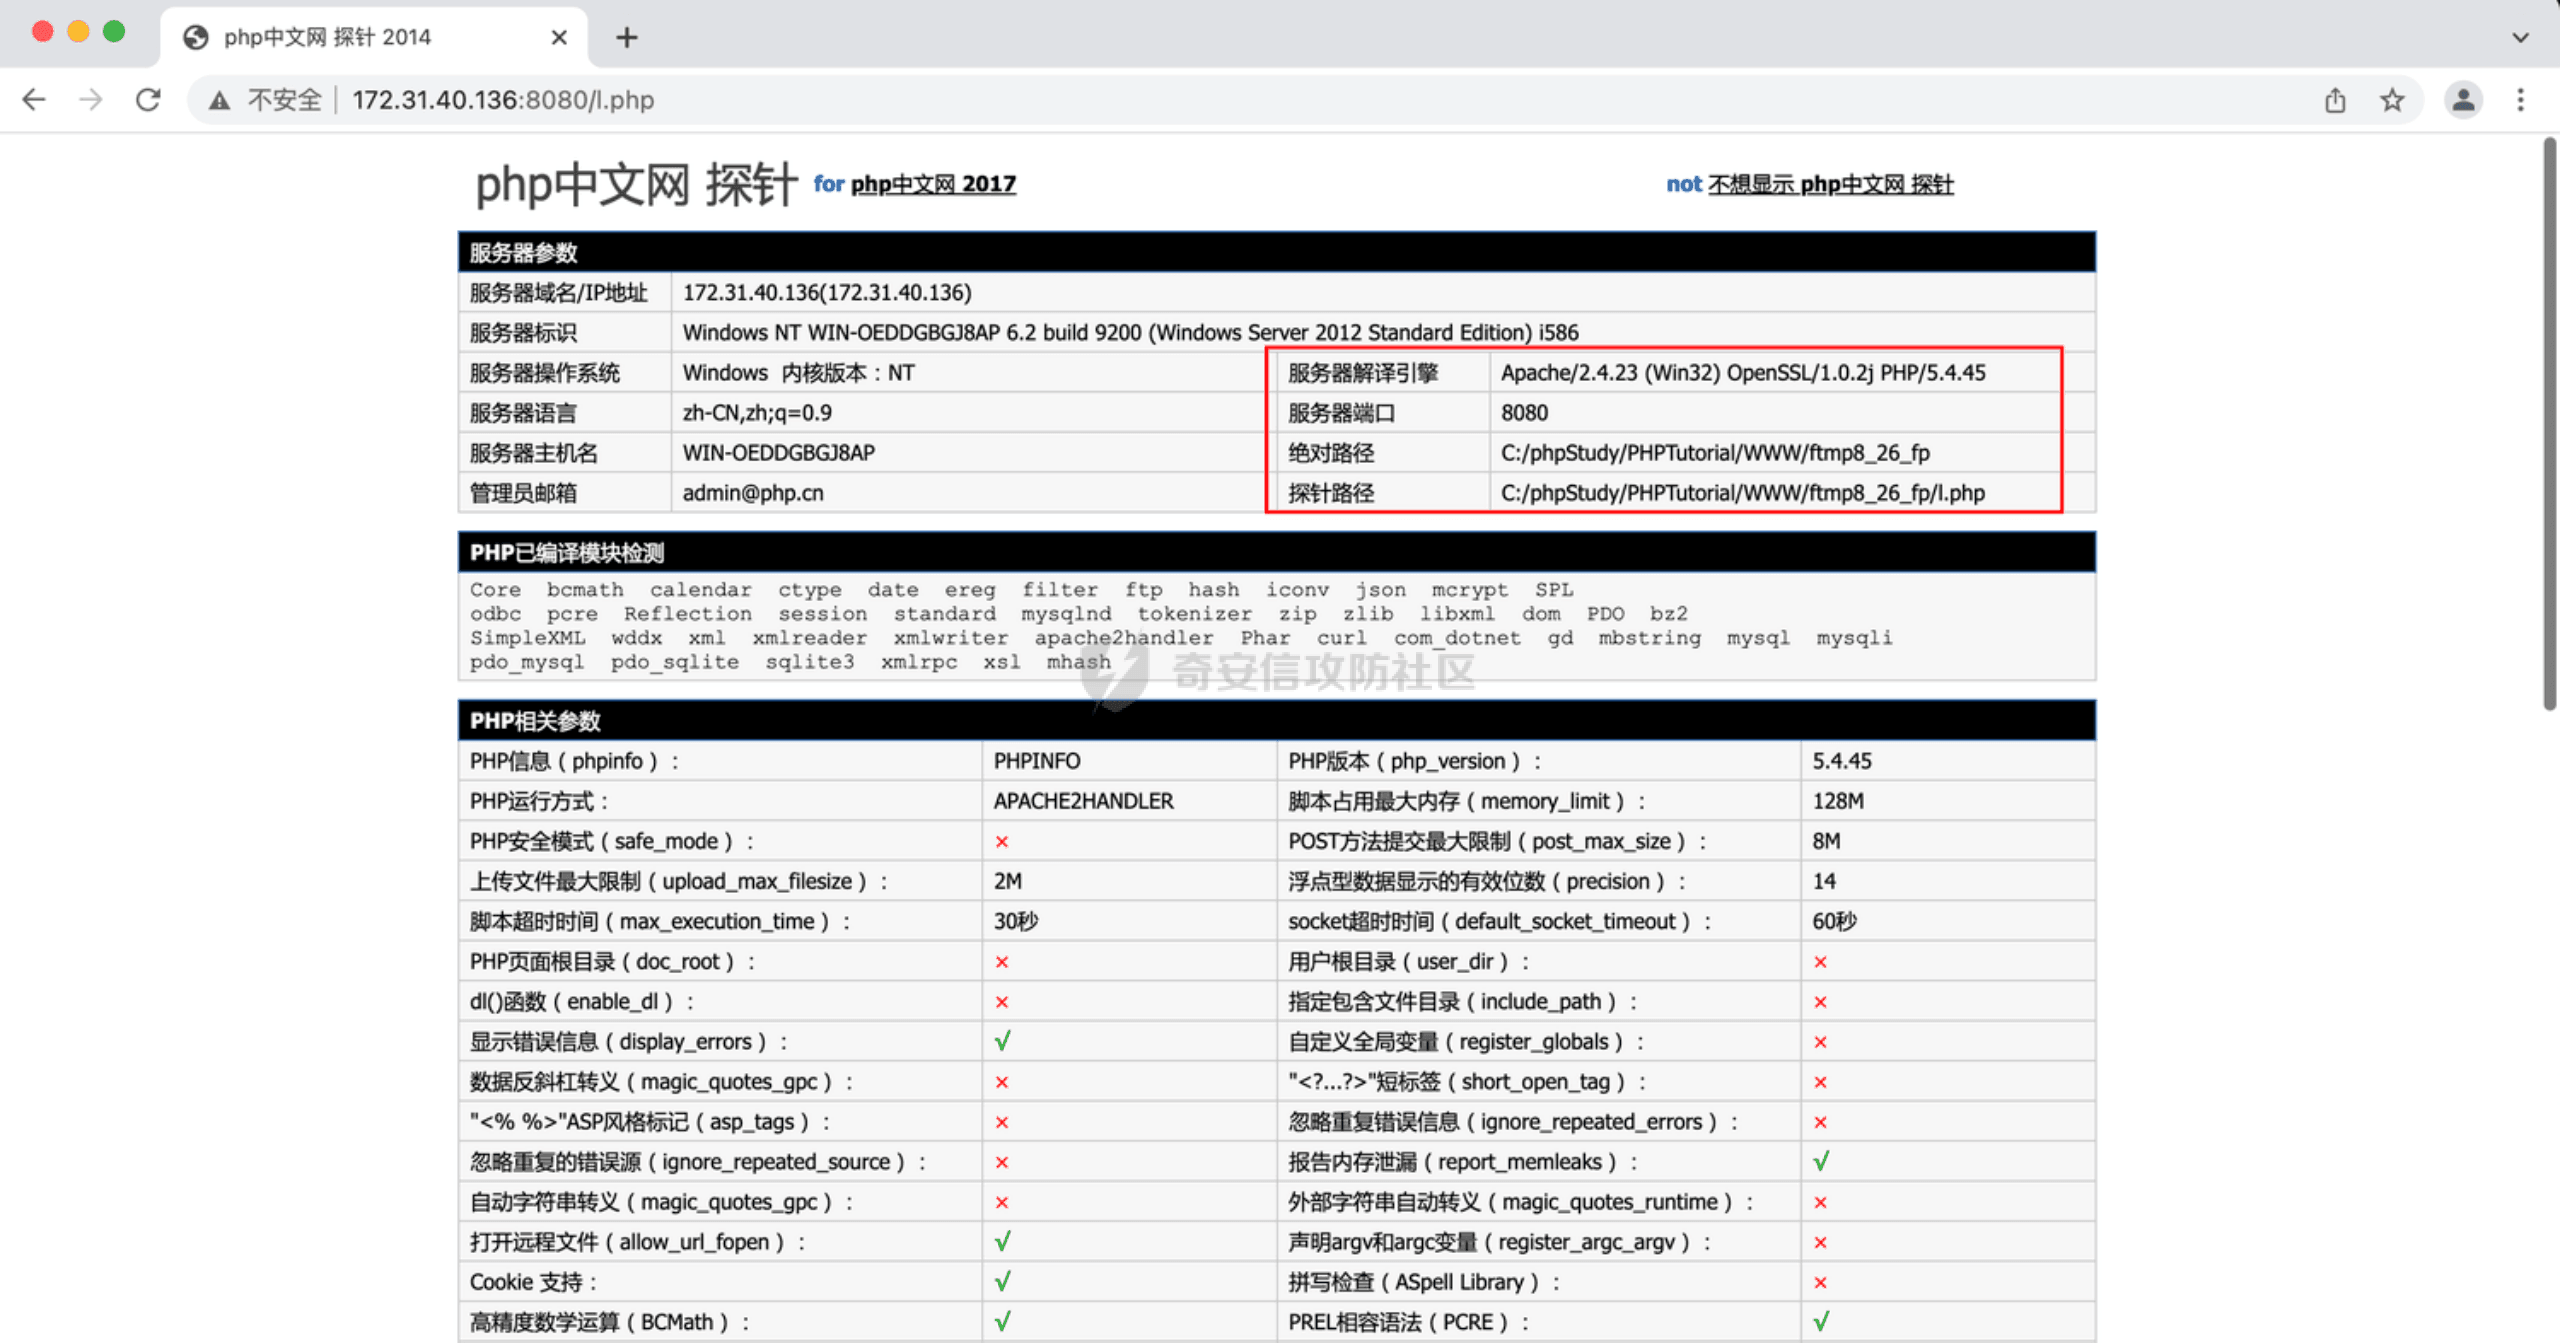 php中文网 探针 2014
不安全 | 172.31.40.136:8080/l.php
php中文网 探针 for php中文网 2017 not 不想显示 php中文网 探针
服务器参数
服务器域名/IP地址 172.31.40.136(172.31.40.136)
服务器标识 Windows NT WIN-OEDDGBGJ8AP 6.2 build 9200 (Windows Server 2012 Standard Edition) i586
服务器操作系统 Windows 内核版本：NT 服务器解译引擎 Apache/2.4.23 (Win32) OpenSSL/1.0.2j PHP/5.4.45
服务器语言 zh-CN,zh;q=0.9 服务器端口 8080
服务器主机名 WIN-OEDDGBGJ8AP 绝对路径 C:/phpStudy/PHPTutorial/WWW/ftmp8_26_fp
管理员邮箱 admin@php.cn 探针路径 C:/phpStudy/PHPTutorial/WWW/ftmp8_26_fp/l.php
PHP已编译模块检测
Core bcmath calendar ctype date ereg filter ftp hash iconv json mcrypt SPL
odbc pcre Reflection session standard mysqlnd tokenizer zip zlib libxml dom PDO bz2
SimpleXML wddx xml xmlreader xmlwriter apache2handler Phar curl com_dotnet gd mbstring mysql mysqli
pdo_mysql pdo_sqlite sqlite3 xmlrpc xsl mhash
奇安信攻防社区
PHP相关参数
PHP信息（phpinfo）： PHPINFO PHP版本（php_version）： 5.4.45
PHP运行方式： APACHE2HANDLER 脚本占用最大内存（memory_limit）： 128M
PHP安全模式（safe_mode）： × POST方法提交最大限制（post_max_size）： 8M
上传文件最大限制（upload_max_filesize）： 2M 浮点型数据显示的有效位数（precision）： 14
脚本超时时间（max_execution_time）： 30秒 socket超时时间（default_socket_timeout）： 60秒
PHP页面根目录（doc_root）： × 用户根目录（user_dir）： ×
dl()函数（enable_dl）： × 指定包含文件目录（include_path）： ×
显示错误信息（display_errors）： √ 自定义全局变量（register_globals）： ×
数据反斜杠转义（magic_quotes_gpc）： × "<?...?>"短标签（short_open_tag）： ×
"<% %>"ASP风格标记（asp_tags）： × 忽略重复错误信息（ignore_repeated_errors）： ×
忽略重复的错误源（ignore_repeated_source）： × 报告内存泄漏（report_memleaks）： √
自动字符串转义（magic_quotes_gpc）： × 外部字符串自动转义（magic_quotes_runtime）： ×
打开远程文件（allow_url_fopen）： √ 声明argv和argc变量（register_argc_argv）： ×
Cookie 支持： √ 拼写检查（ASpell Library）： ×
高精度数学运算（BCMath）： √ PREL相容语法（PCRE）： √